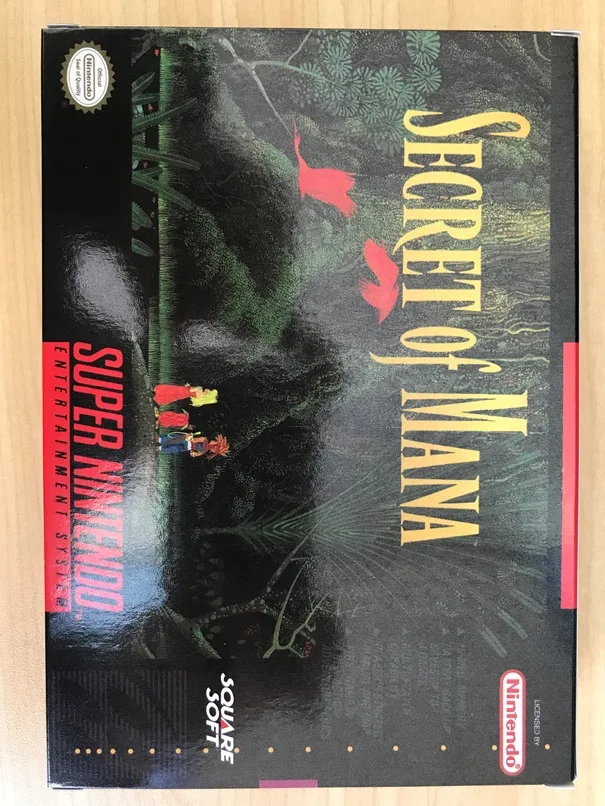 SECRET of MANA
LICENSED BY
Nintendo®
SQUARE
SOFT
SUPER NINTENDO®
ENTERTAINMENT SYSTEM
Official
Nintendo
Seal of Quality